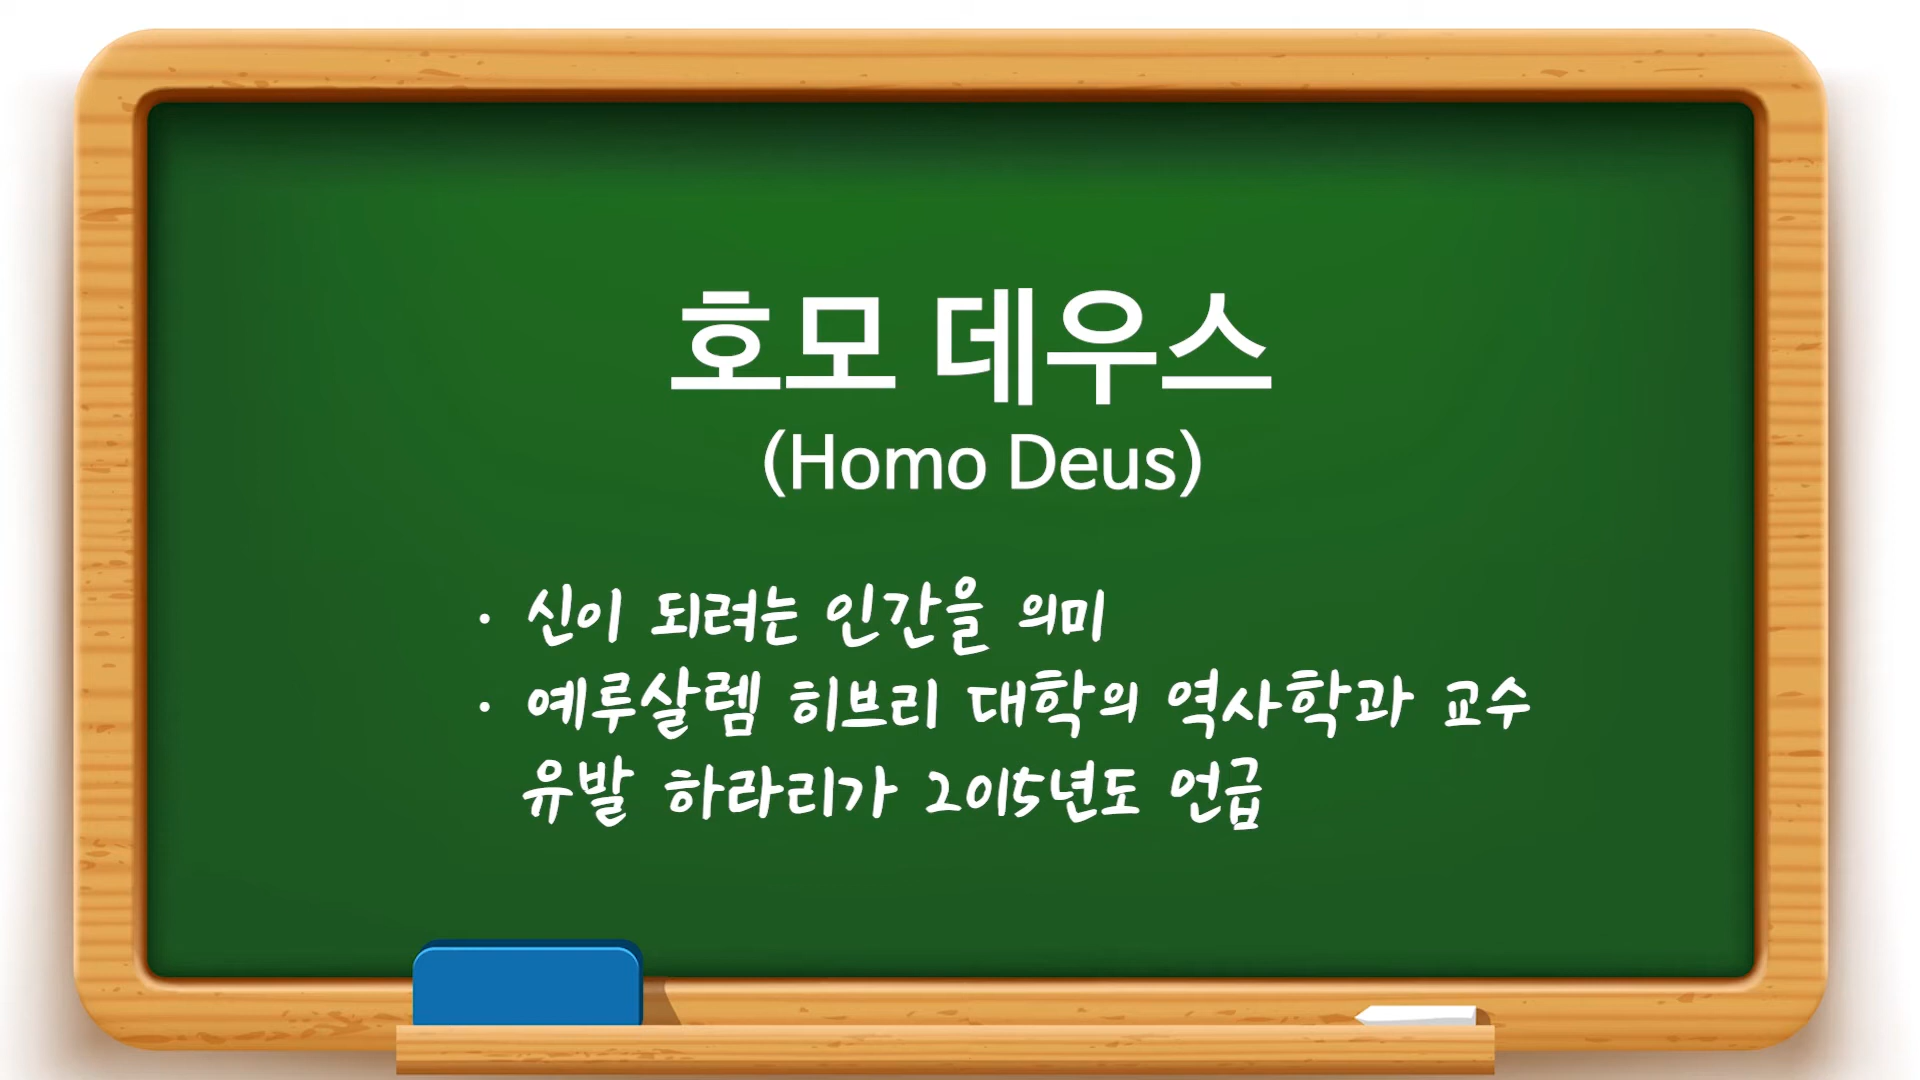 호모 데우스
(Homo Deus)
· 신이 되려는 인간을 의미
· 예루살렘 히브리 대학의 역사학과 교수
유발 하라리가 2015년도 언급